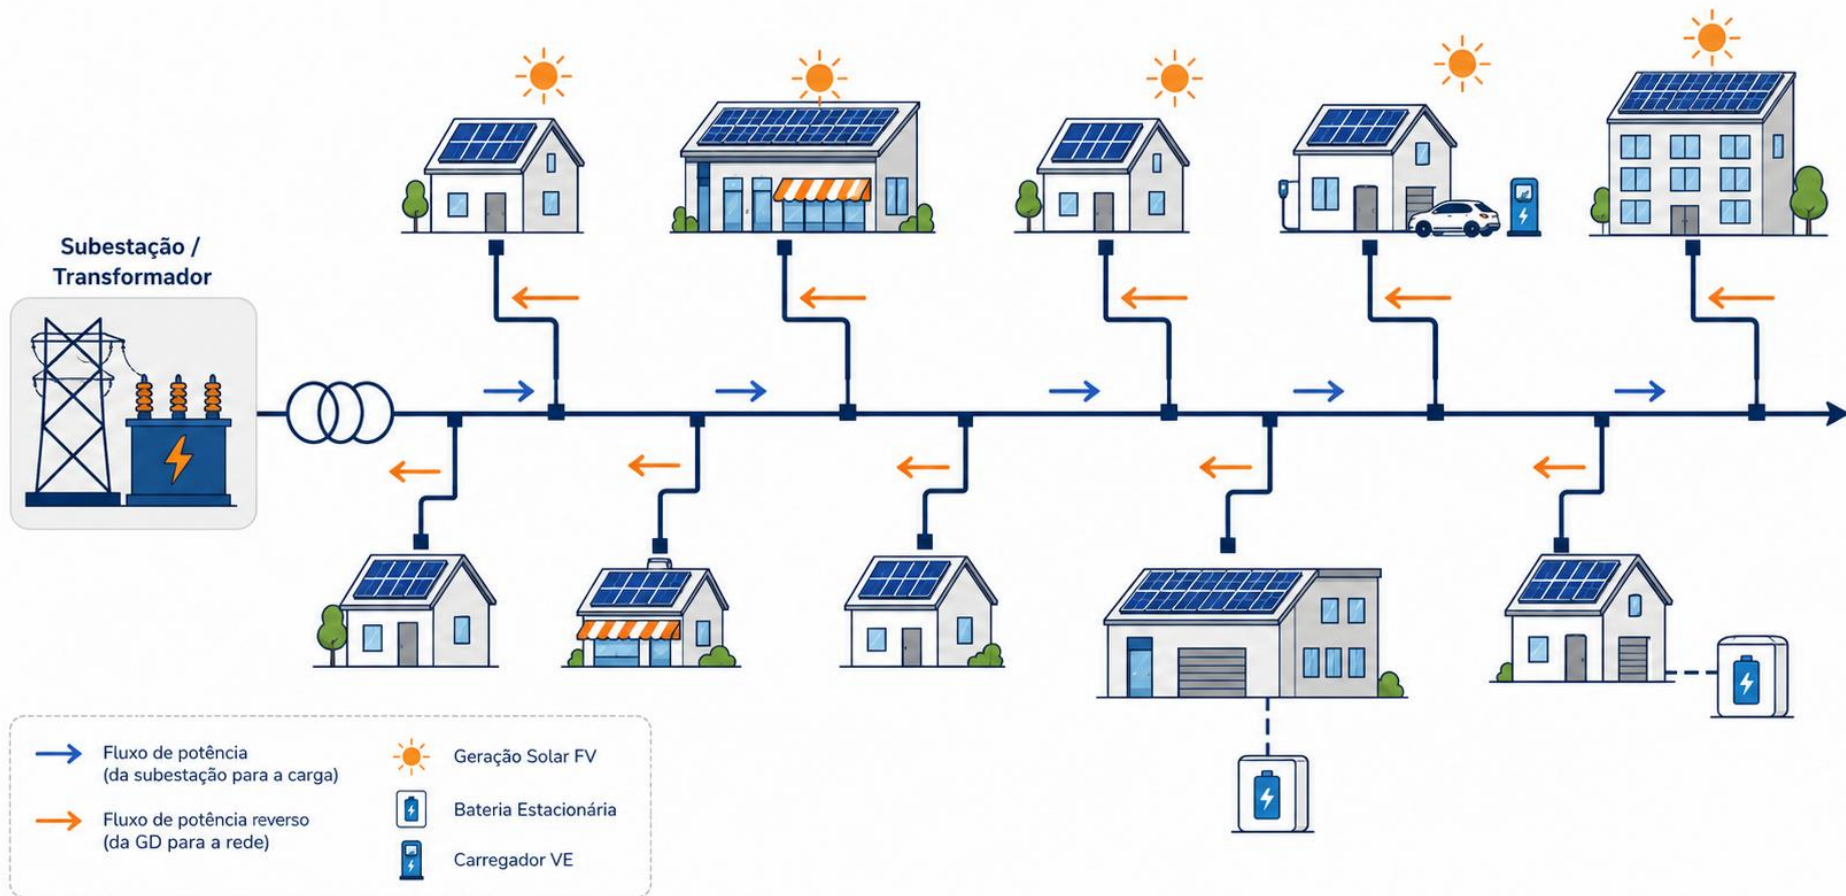 Subestação /
Transformador
Fluxo de potência
(da subestação para a carga)
Fluxo de potência reverso
(da GD para a rede)
Geração Solar FV
Bateria Estacionária
Carregador VE